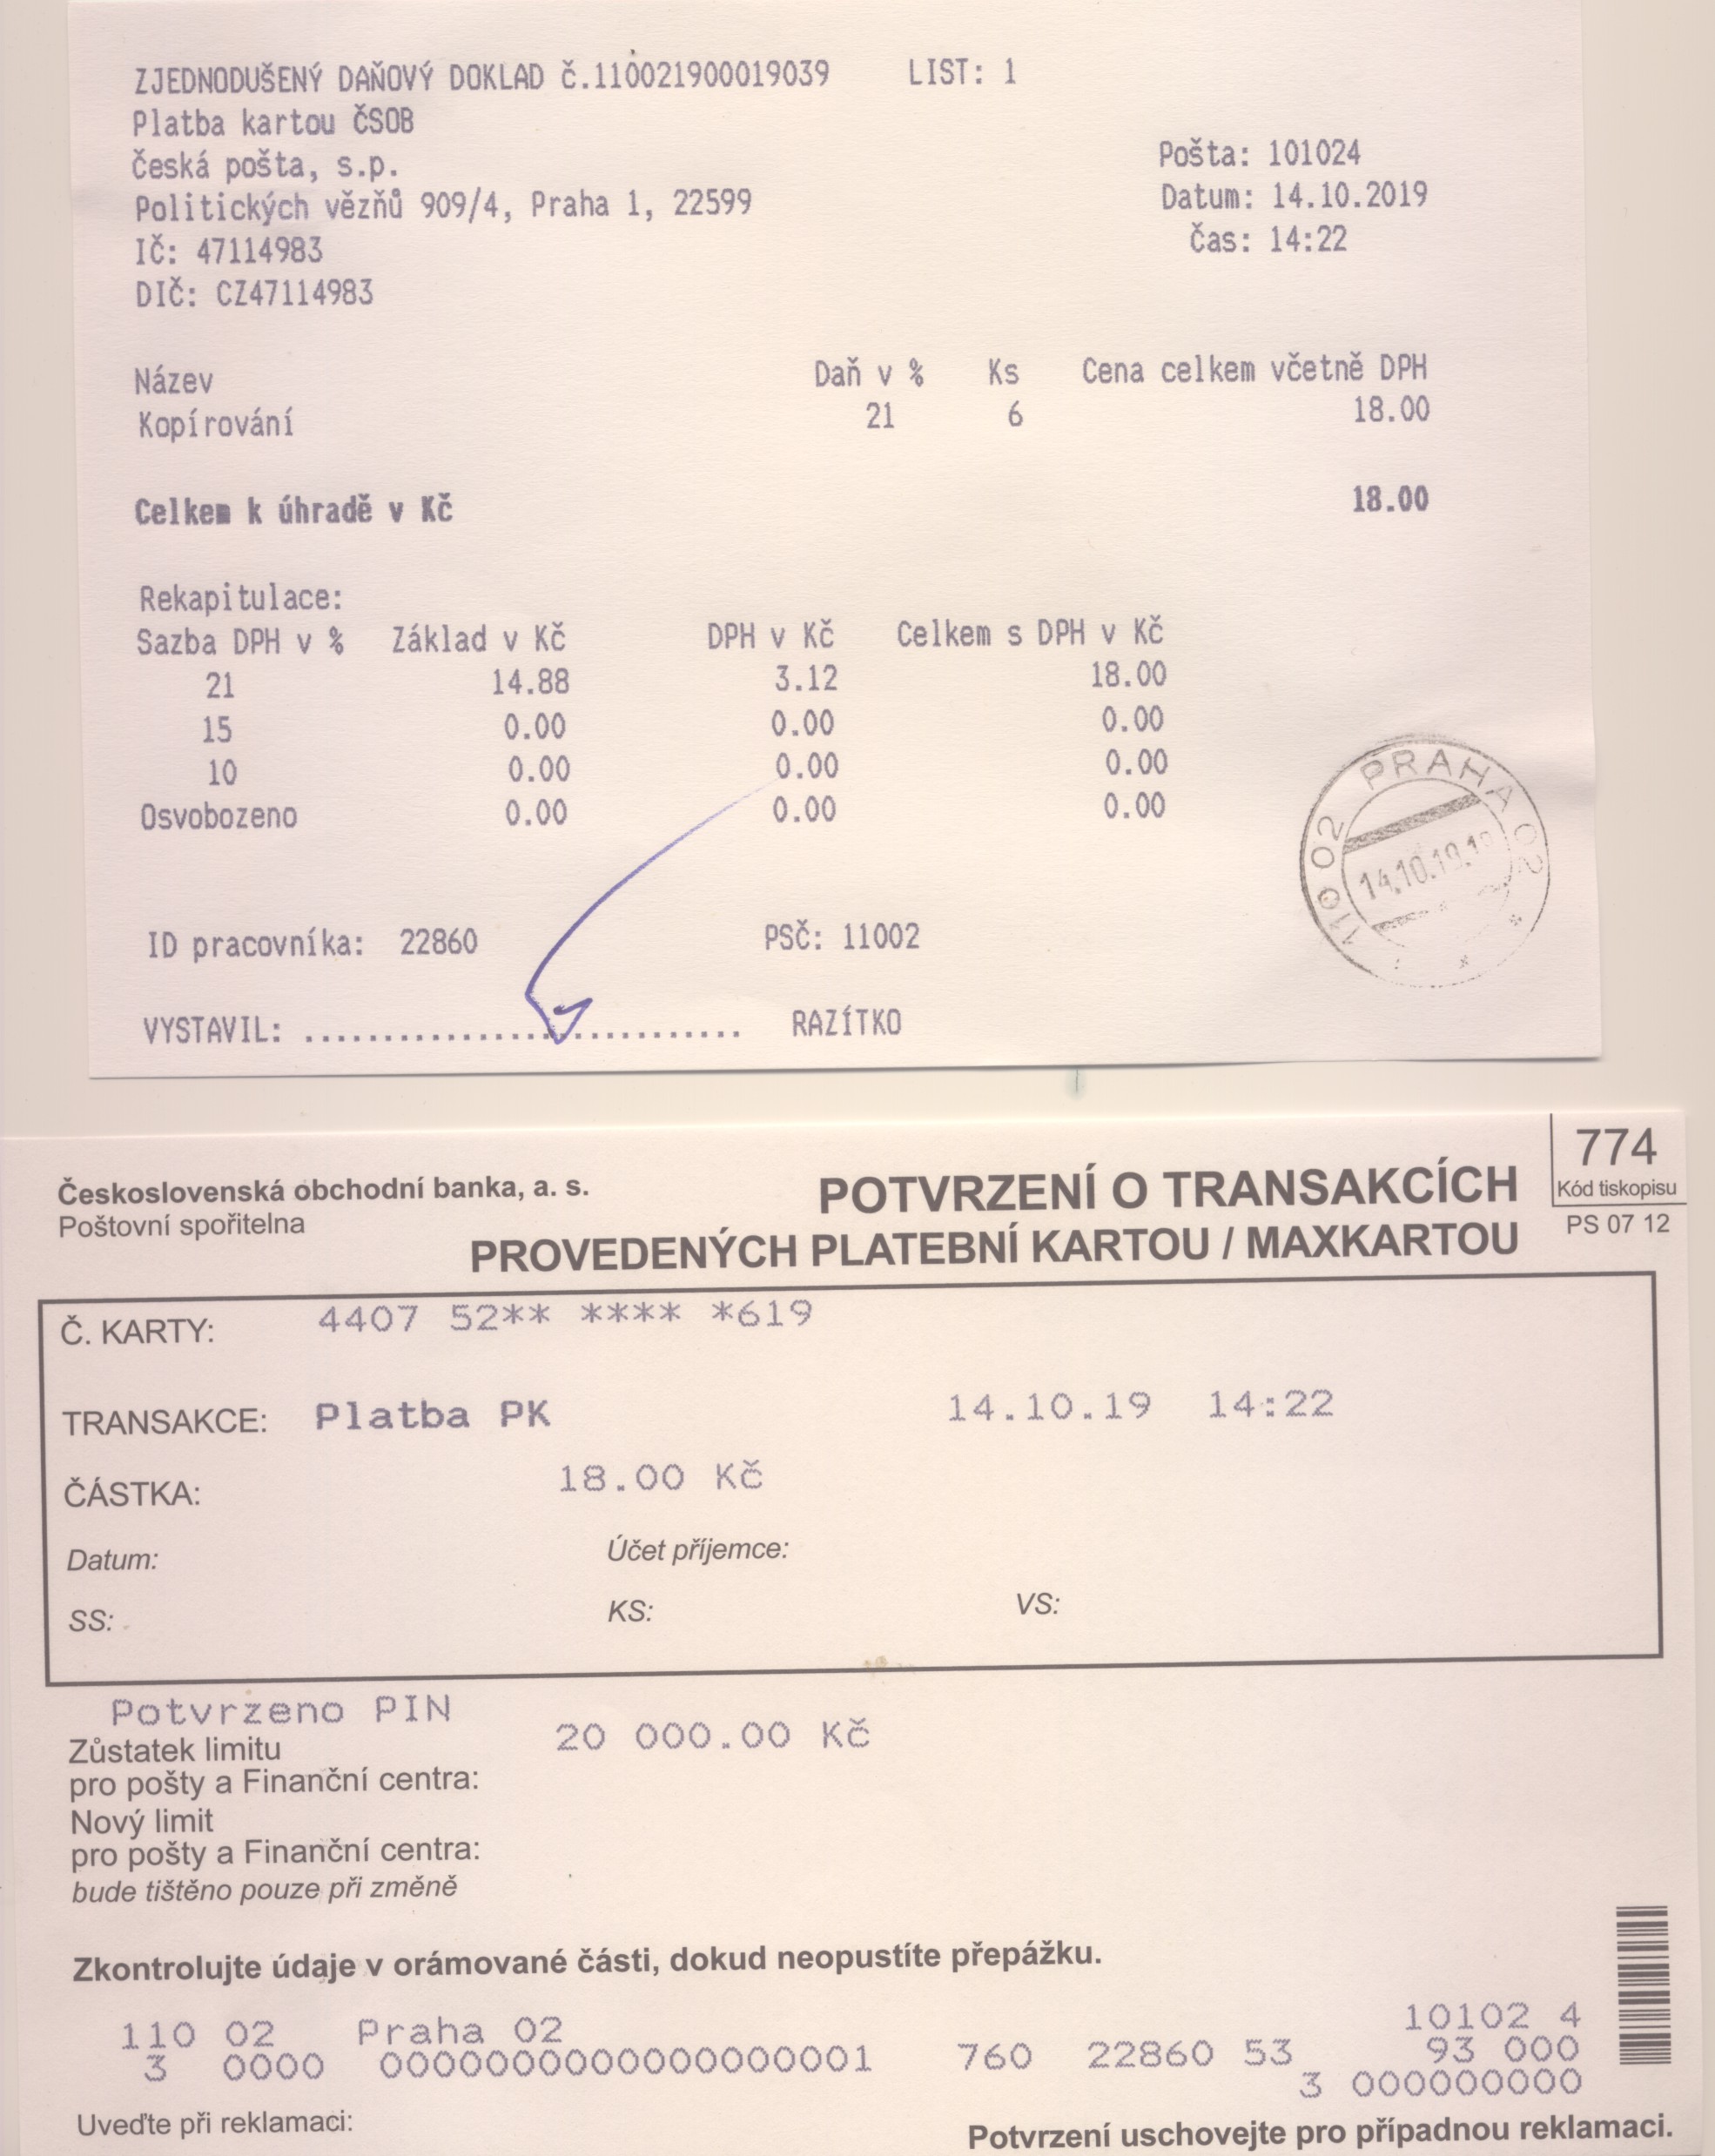 ZJEDNODUŠENÝ DAŇOVÝ DOKLAD č.110021900019039 LIST: 1
Platba kartou ČSOB
Česká pošta, s.p.
Pošta: 101024
Politických vězňů 909/4, Praha 1, 22599
Datum: 14.10.2019
IČ: 47114983
Čas: 14:22
DIČ: CZ47114983
Název Daň v % Ks Cena celkem včetně DPH
Kopírování 21 6 18.00
Celkem k úhradě v Kč 18.00
Rekapitulace:
Sazba DPH v % Základ v Kč DPH v Kč Celkem s DPH v Kč
21 14.88 3.12 18.00
15 0.00 0.00 0.00
10 0.00 0.00 0.00
Osvobozeno 0.00 0.00 0.00
110 02 PRAHA 02
ID pracovníka: 22860 PSČ: 11002
VYSTAVIL: ............................ RAZÍTKO
774
Kód tiskopisu
PS 07 12
Československá obchodní banka, a. s.
Poštovní spořitelna
POTVRZENÍ O TRANSAKCÍCH
PROVEDENÝCH PLATEBNÍ KARTOU / MAXKARTOU
Č. KARTY: 4407 52** **** *619
TRANSAKCE: Platba PK 14.10.19 14:22
ČÁSTKA: 18.00 Kč
Datum: Účet příjemce:
SS: KS: VS:
Potvrzeno PIN
Zůstatek limitu 20 000.00 Kč
pro pošty a Finanční centra:
Nový limit
pro pošty a Finanční centra:
bude tištěno pouze při změně
Zkontrolujte údaje v orámované části, dokud neopustíte přepážku.
110 02 Praha 02 10102 4
3 0000 0000000000000000001 760 22860 53 93 000
3 000000000
Uveďte při reklamaci:
Potvrzení uschovejte pro případnou reklamaci.